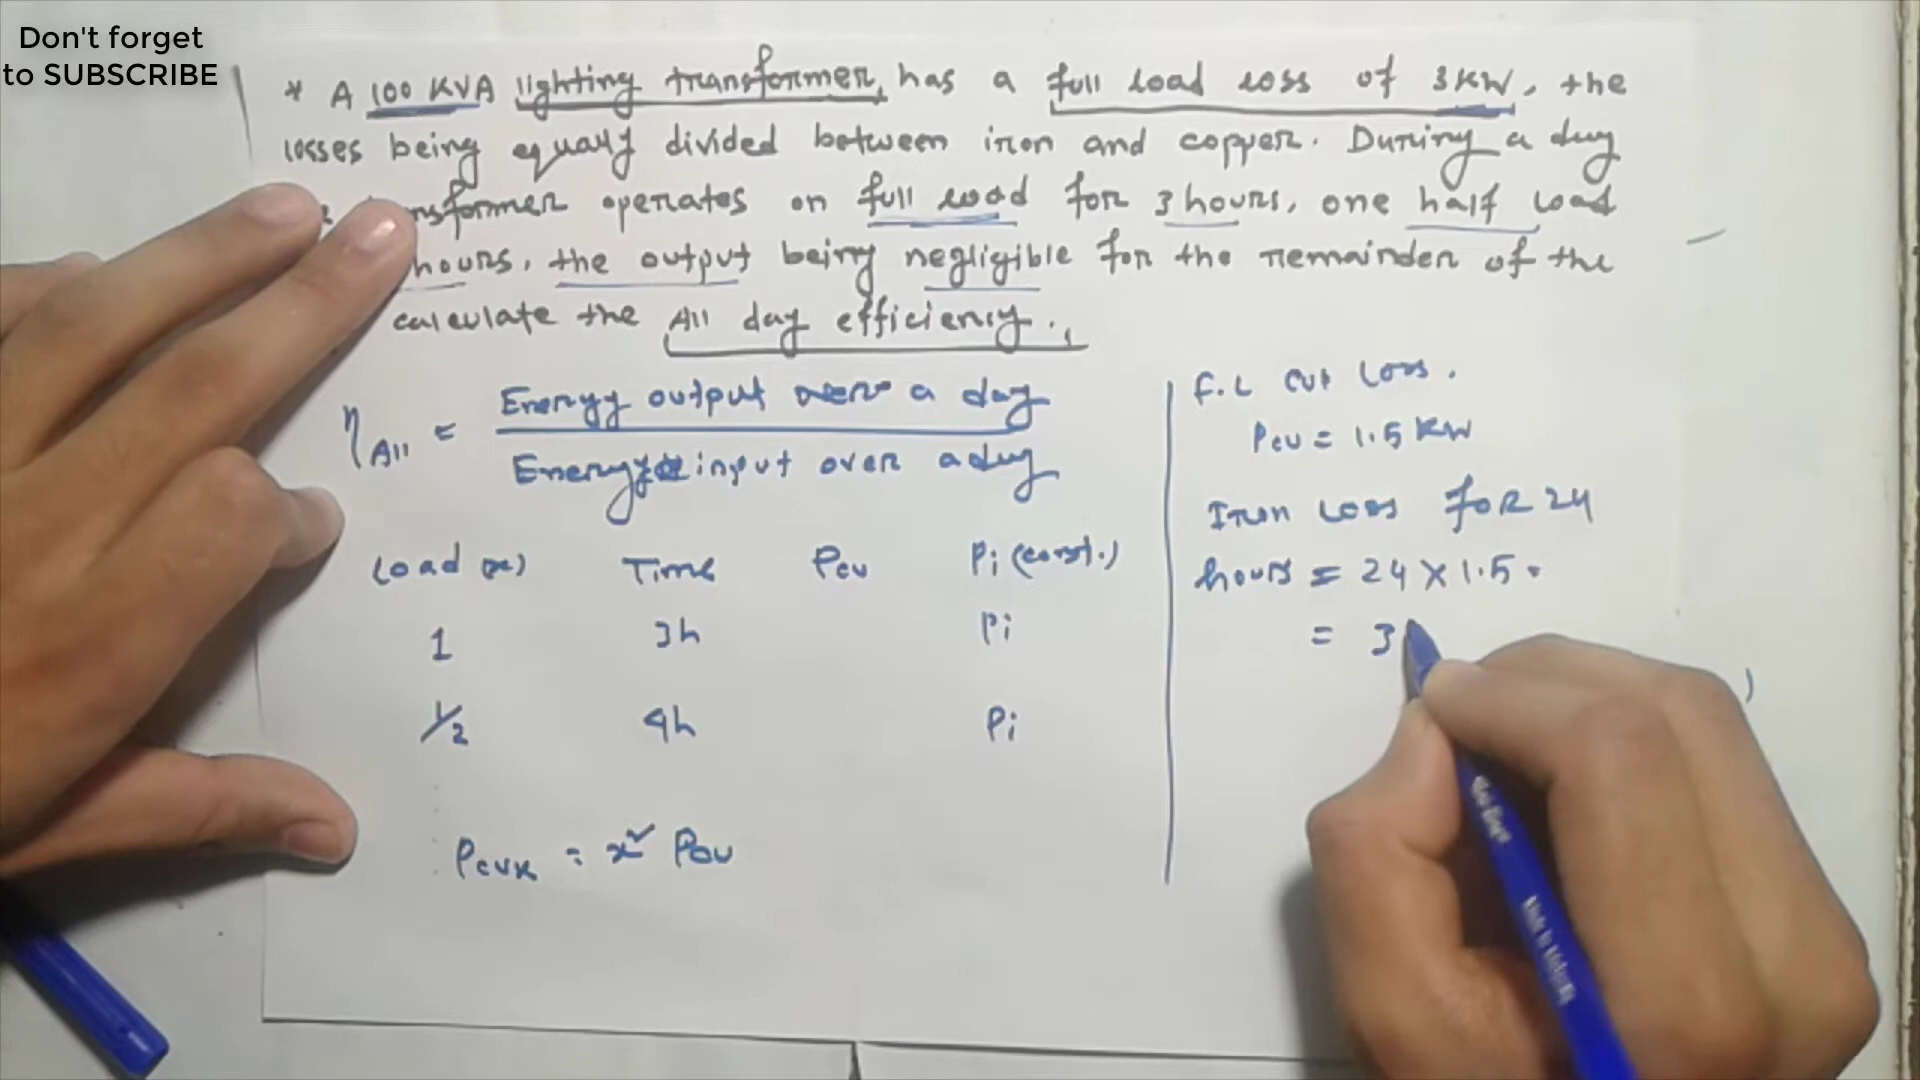 Don't forget
to SUBSCRIBE
* A 100 KVA lighting transformer, has a full load loss of 3KW, the
losses being equally divided between iron and copper. During a day
transformer operates on full load for 3 hours, one half load
hours, the output being negligible for the remainder of the
calculate the All day efficiency.
η All = Energy output over a day
Energy input over a day
Load (x) Time Pcu Pi (const.)
1 3h Pi
1/2 4h Pi
Pcux = x² Pcu
F.L cu loss.
Pcu = 1.5 KW
Iron loss for 24
hours = 24 × 1.5.
= 3